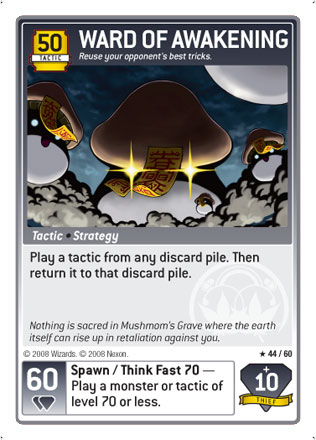 50
TACTIC
WARD OF AWAKENING
Reuse your opponent's best tricks.
Tactic • Strategy
Play a tactic from any discard pile. Then
return it to that discard pile.
Nothing is sacred in Mushmom's Grave where the earth
itself can rise up in retaliation against you.
© 2008 Wizards. © 2008 Nexon.
★ 44 / 60
60
Spawn / Think Fast 70 —
Play a monster or tactic of
level 70 or less.
+
10
THIEF